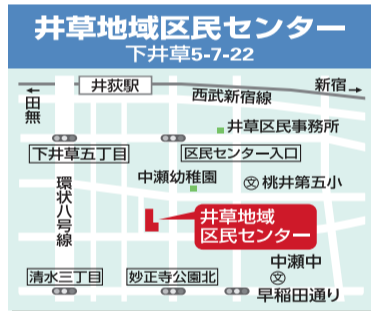 井草地域区民センター
下井草5-7-22
井荻駅
新宿
→
←
田無
西武新宿線
井草区民事務所
下井草五丁目
区民センター入口
中瀬幼稚園
文 桃井第五小
環状八号線
井草地域
区民センター
中瀬中
文
清水三丁目
妙正寺公園北
早稲田通り